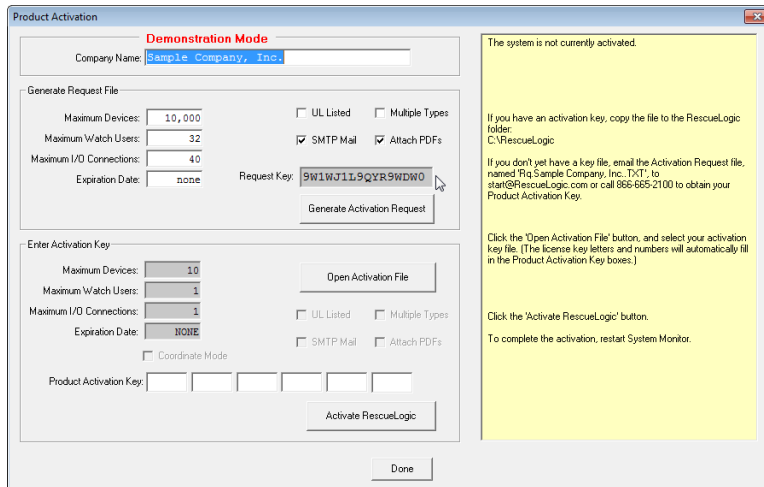 Product Activation
Demonstration Mode
Company Name: Sample Company, Inc.
Generate Request File
Maximum Devices: 10,000
Maximum Watch Users: 32
Maximum I/O Connections: 40
Expiration Date: none
UL Listed
Multiple Types
SMTP Mail
Attach PDFs
Request Key: 9W1WJ1L9QYR9WDW0
Generate Activation Request
Enter Activation Key
Maximum Devices: 10
Maximum Watch Users: 1
Maximum I/O Connections: 1
Expiration Date: NONE
Coordinate Mode
Open Activation File
UL Listed
Multiple Types
SMTP Mail
Attach PDFs
Product Activation Key:
Activate RescueLogic
Done
The system is not currently activated.
If you have an activation key, copy the file to the RescueLogic
folder:
C:\RescueLogic
If you don't yet have a key file, email the Activation Request file,
named 'Rq.Sample Company, Inc..TXT', to
start@RescueLogic.com or call 866-665-2100 to obtain your
Product Activation Key.
Click the 'Open Activation File' button, and select your activation
key file. (The license key letters and numbers will automatically fill
in the Product Activation Key boxes.)
Click the 'Activate RescueLogic' button.
To complete the activation, restart System Monitor.